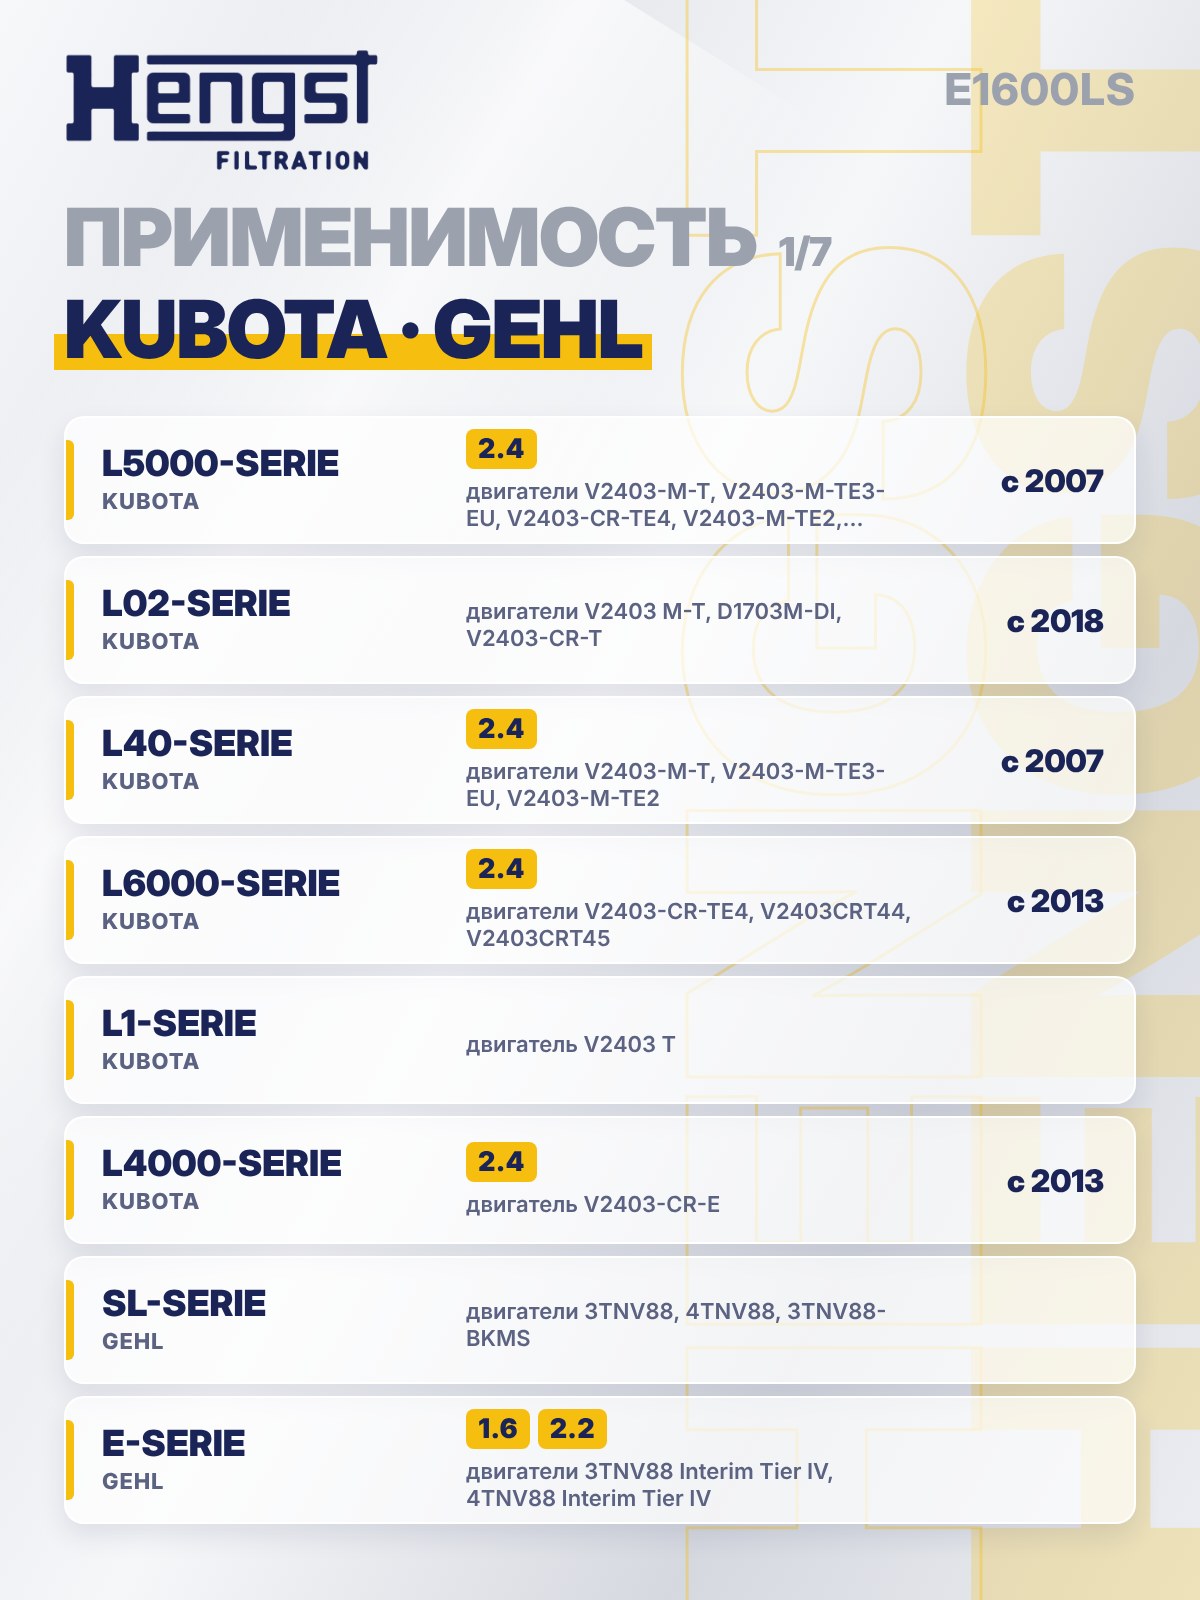 Hengst
FILTRATION
E1600LS
ПРИМЕНИМОСТЬ 1/7
KUBOTA · GEHL
L5000-SERIE
KUBOTA
2.4
двигатели V2403-M-T, V2403-M-TE3-
EU, V2403-CR-TE4, V2403-M-TE2,...
с 2007
L02-SERIE
KUBOTA
двигатели V2403 M-T, D1703M-DI,
V2403-CR-T
с 2018
L40-SERIE
KUBOTA
2.4
двигатели V2403-M-T, V2403-M-TE3-
EU, V2403-M-TE2
с 2007
L6000-SERIE
KUBOTA
2.4
двигатели V2403-CR-TE4, V2403CRT44,
V2403CRT45
с 2013
L1-SERIE
KUBOTA
двигатель V2403 T
L4000-SERIE
KUBOTA
2.4
двигатель V2403-CR-E
с 2013
SL-SERIE
GEHL
двигатели 3TNV88, 4TNV88, 3TNV88-
BKMS
E-SERIE
GEHL
1.6 2.2
двигатели 3TNV88 Interim Tier IV,
4TNV88 Interim Tier IV
HENGST
HENGST